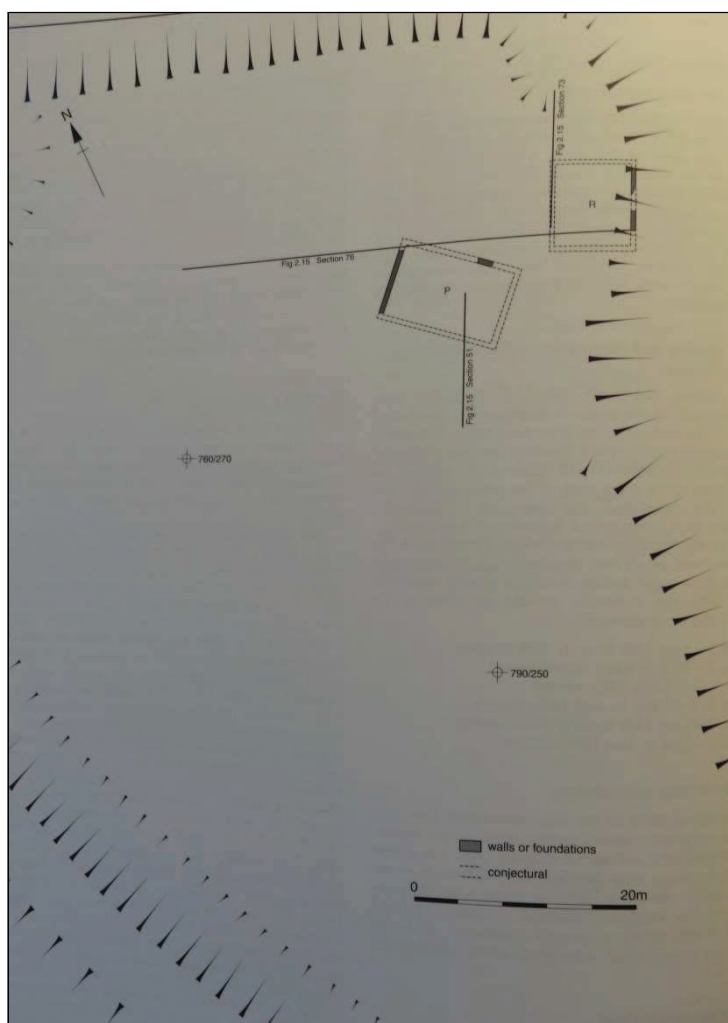 N
Fig 2.15 Section 73
R
Fig 2.15 Section 76
P
Fig 2.15 Section 51
760/270
790/250
walls or foundations
conjectural
0 20m